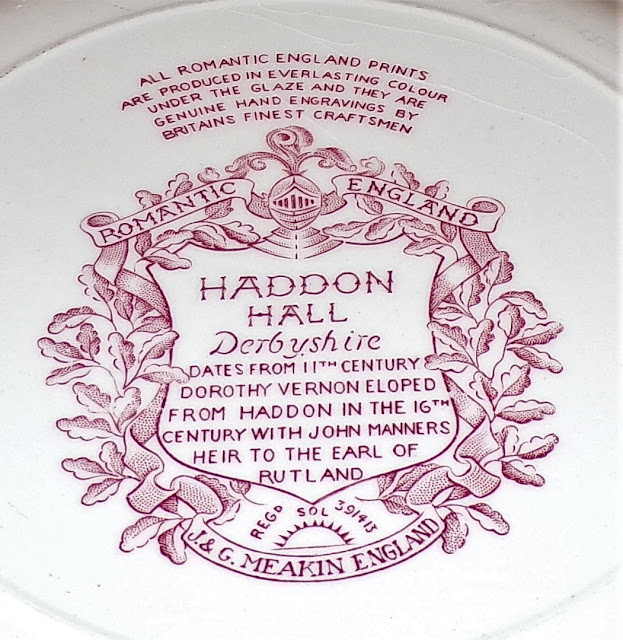 ALL ROMANTIC ENGLAND PRINTS
ARE PRODUCED IN EVERLASTING COLOUR
UNDER THE GLAZE AND THEY ARE
GENUINE HAND ENGRAVINGS BY
BRITAINS FINEST CRAFTSMEN
ROMANTIC ENGLAND
HADDON
HALL
Derbyshire
DATES FROM 11TH CENTURY
DOROTHY VERNON ELOPED
FROM HADDON IN THE 16TH
CENTURY WITH JOHN MANNERS
HEIR TO THE EARL OF
RUTLAND
REGD SOL 391413
J. & G. MEAKIN ENGLAND